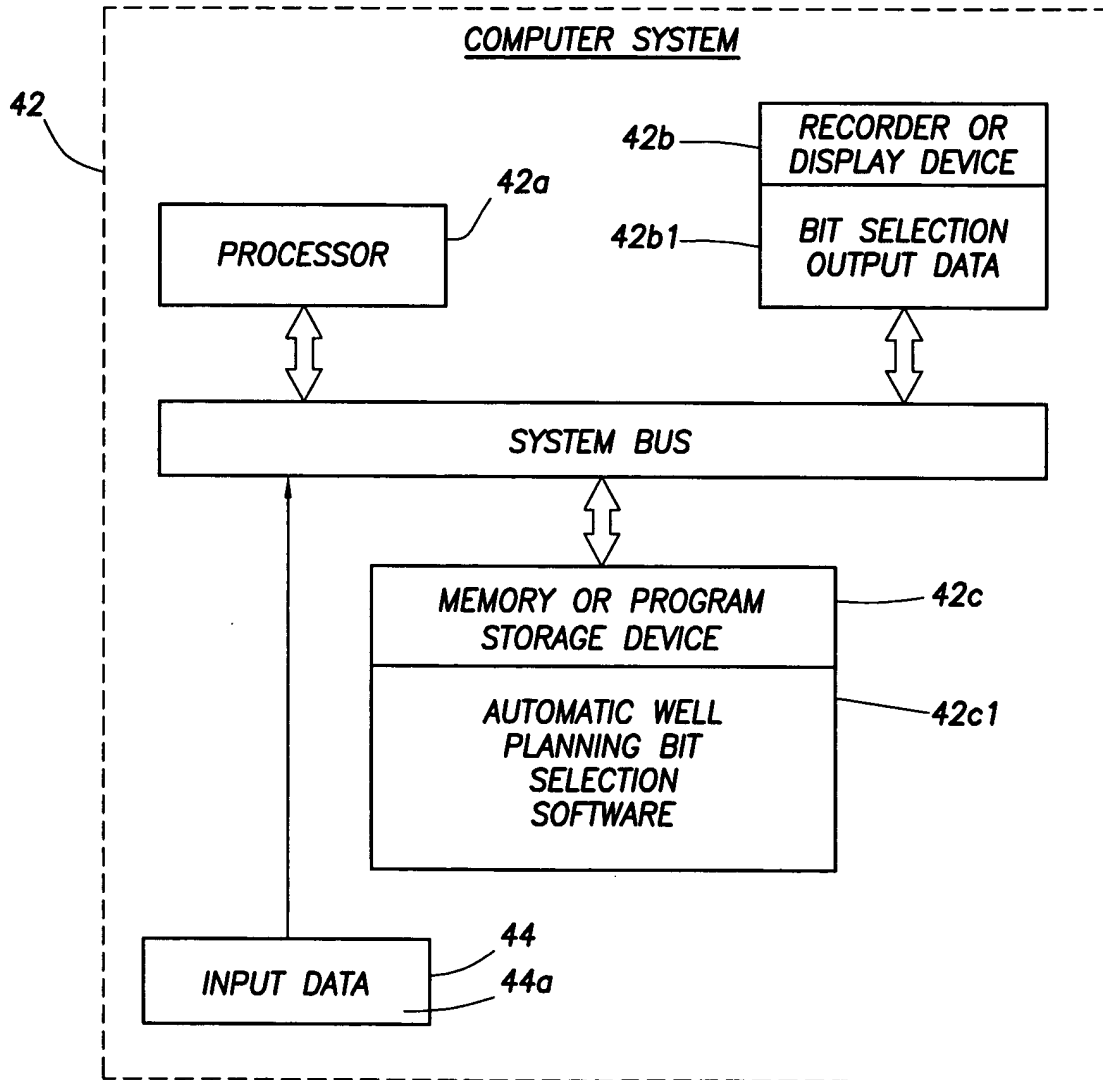 COMPUTER SYSTEM
42
42b
RECORDER OR
DISPLAY DEVICE
42a
PROCESSOR
42b1
BIT SELECTION
OUTPUT DATA
SYSTEM BUS
MEMORY OR PROGRAM
STORAGE DEVICE
42c
AUTOMATIC WELL
PLANNING BIT
SELECTION
SOFTWARE
42c1
INPUT DATA
44
44a